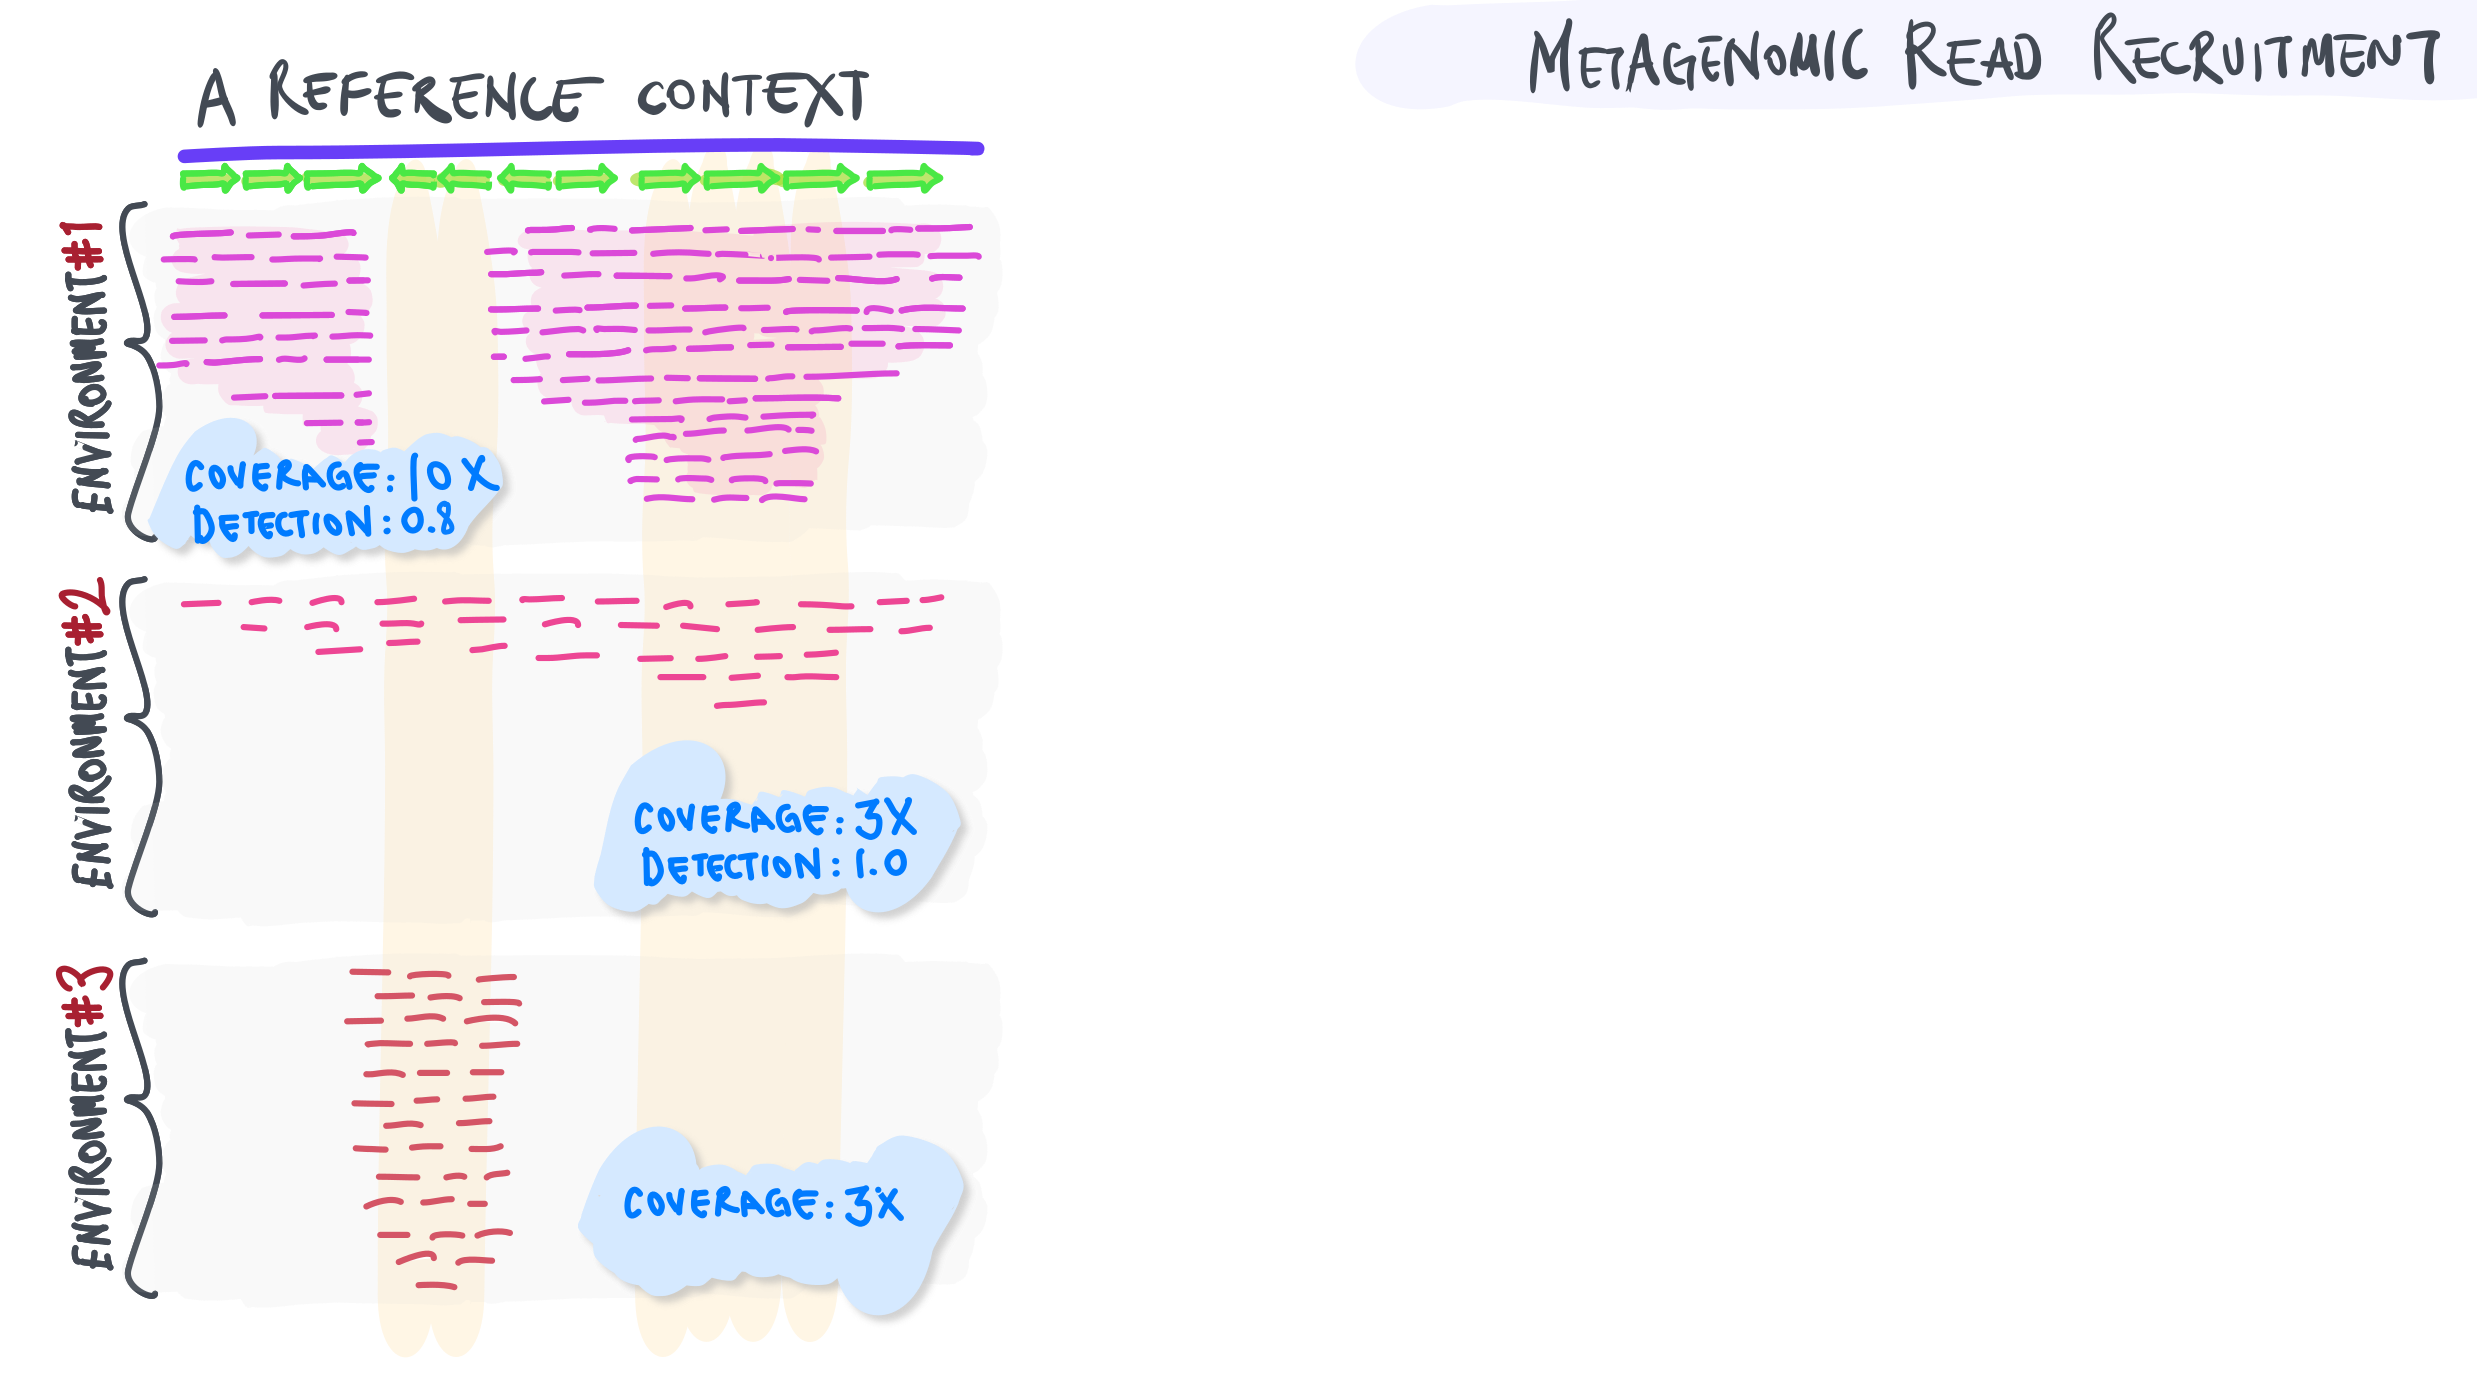 METAGENOMIC READ RECRUITMENT
A REFERENCE CONTEXT
ENVIRONMENT #1
COVERAGE: 10 X
DETECTION: 0.8
ENVIRONMENT #2
COVERAGE: 3X
DETECTION: 1.0
ENVIRONMENT #3
COVERAGE: 3X